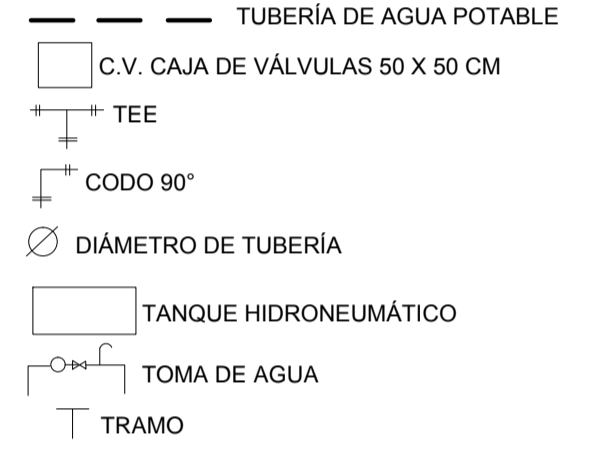 TUBERÍA DE AGUA POTABLE
C.V. CAJA DE VÁLVULAS 50 X 50 CM
TEE
CODO 90°
DIÁMETRO DE TUBERÍA
TANQUE HIDRONEUMÁTICO
TOMA DE AGUA
TRAMO